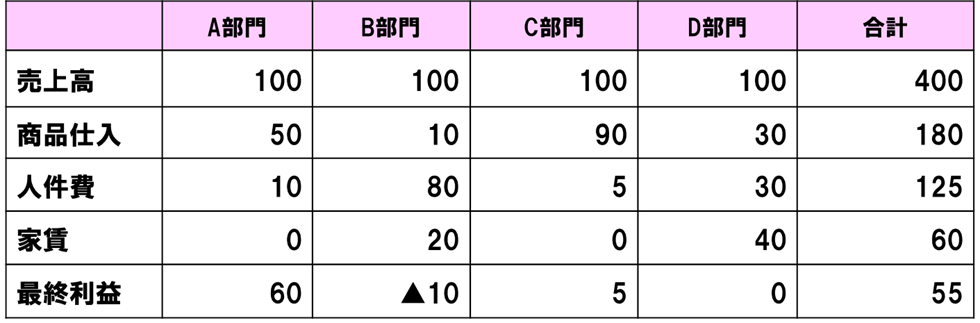 A部門 B部門 C部門 D部門 合計
売上高 100 100 100 100 400
商品仕入 50 10 90 30 180
人件費 10 80 5 30 125
家賃 0 20 0 40 60
最終利益 60 ▲10 5 0 55